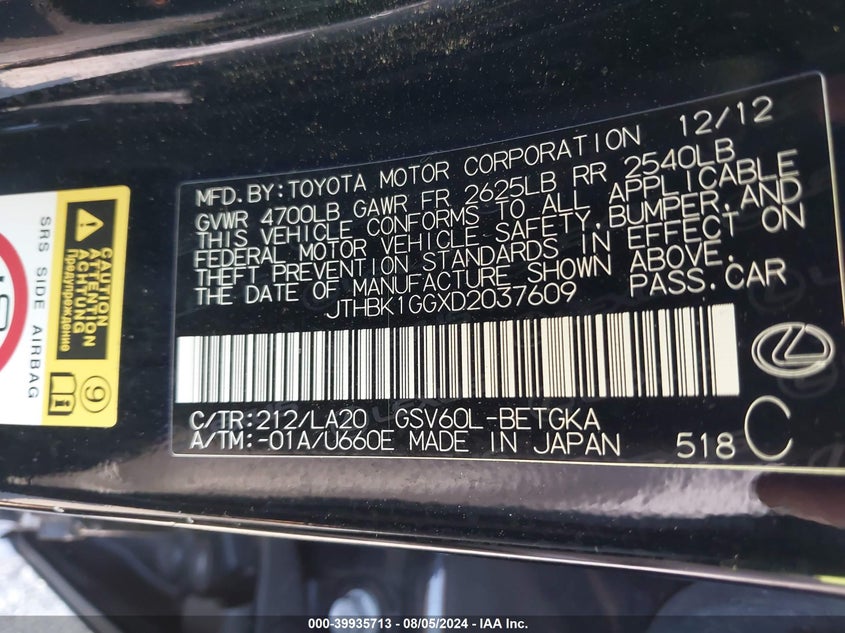 MFD.BY:TOYOTA MOTOR CORPORATION 12/12
GVWR 4700LB GAWR FR 2625LB RR 2540LB
THIS VEHICLE CONFORMS TO ALL APPLICABLE
FEDERAL MOTOR VEHICLE SAFETY,BUMPER,AND
THEFT PREVENTION STANDARDS IN EFFECT ON
THE DATE OF MANUFACTURE SHOWN ABOVE.
JTHBK1GGXD2037609 PASS.CAR
C/TR:212/LA20 GSV60L-BETGKA
A/TM:-01A/U660E MADE IN JAPAN 518 C
CAUTION
ATTENTION
ACHTUNG
Предупреждение
SRS SIDE AIRBAG
9
000-39935713 - 08/05/2024 - © IAA, Inc.